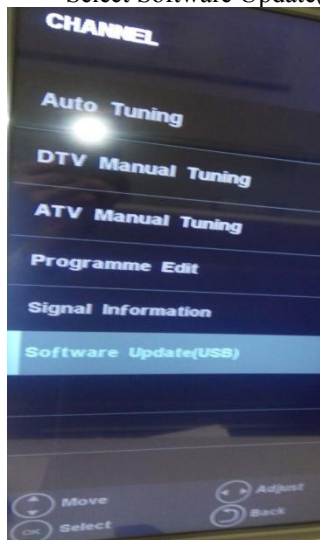 CHANNEL
Auto Tuning
DTV Manual Tuning
ATV Manual Tuning
Programme Edit
Signal Information
Software Update(USB)
Move
Adjust
OK Select
Back